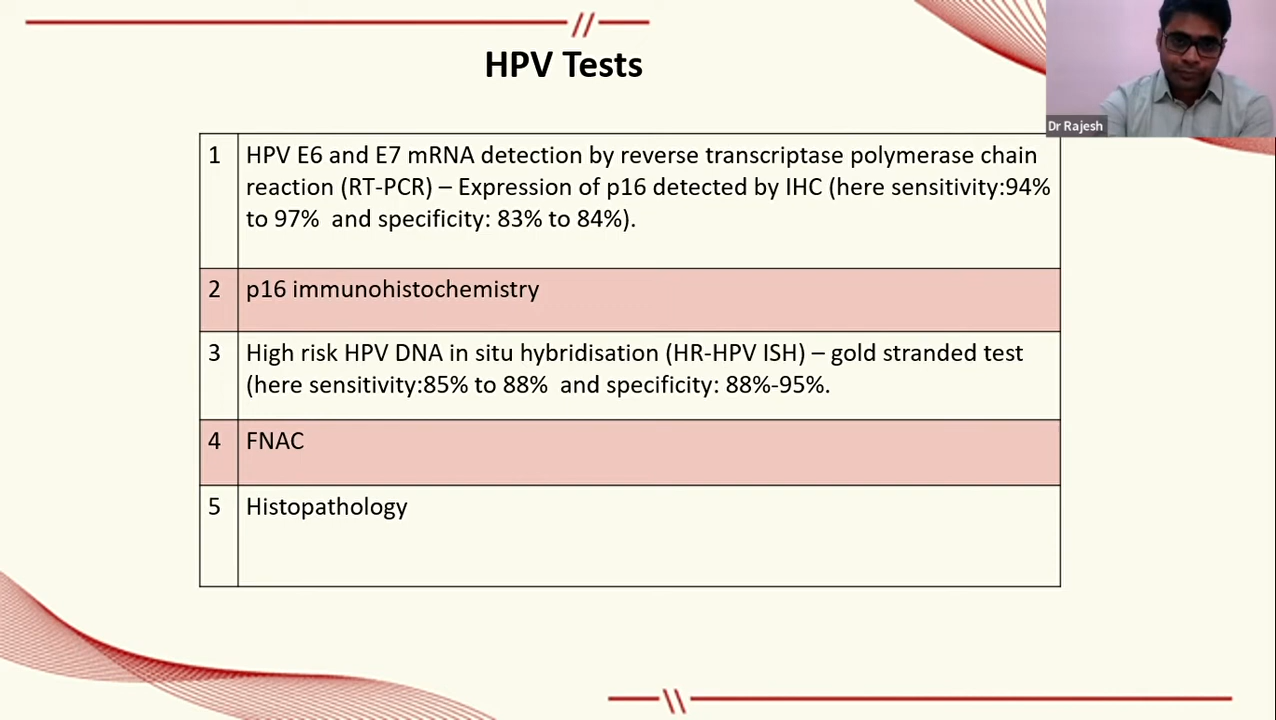 HPV Tests
Dr Rajesh
1 HPV E6 and E7 mRNA detection by reverse transcriptase polymerase chain
reaction (RT-PCR) – Expression of p16 detected by IHC (here sensitivity:94%
to 97%  and specificity: 83% to 84%).
2 p16 immunohistochemistry
3 High risk HPV DNA in situ hybridisation (HR-HPV ISH) – gold stranded test
(here sensitivity:85% to 88%  and specificity: 88%-95%.
4 FNAC
5 Histopathology